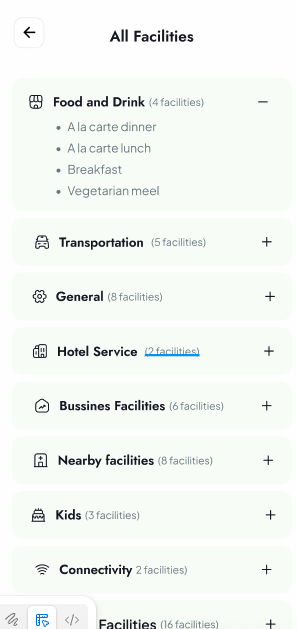 All Facilities
Food and Drink (4 facilities)
A la carte dinner
A la carte lunch
Breakfast
Vegetarian meel
Transportation (5 facilities)
General (8 facilities)
Hotel Service (2 facilities)
Bussines Facilities (6 facilities)
Nearby facilities (8 facilities)
Kids (3 facilities)
Connectivity 2 facilities)
Facilities (16 facilities)